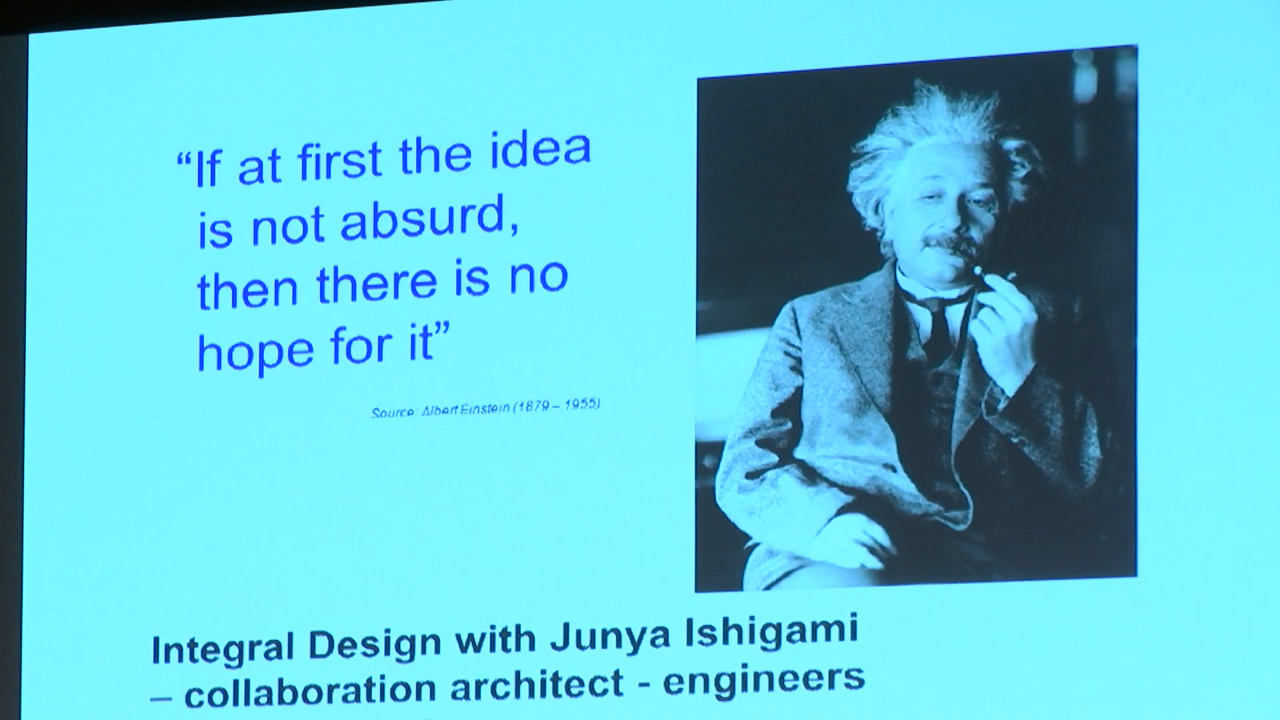 “If at first the idea
is not absurd,
then there is no
hope for it”
Source: Albert Einstein (1879 – 1955)
Integral Design with Junya Ishigami
– collaboration architect - engineers